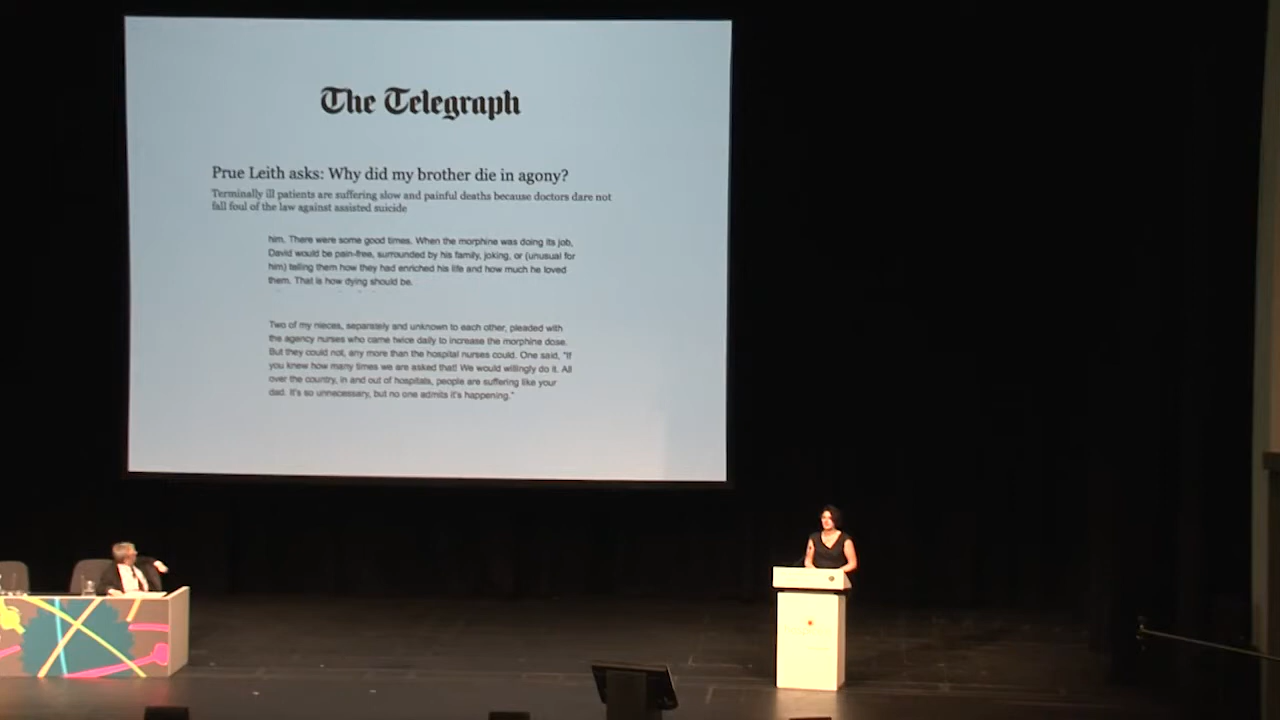 The Telegraph
Prue Leith asks: Why did my brother die in agony?
Terminally ill patients are suffering slow and painful deaths because doctors dare not
fall foul of the law against assisted suicide
him. There were some good times. When the morphine was doing its job,
David would be pain-free, surrounded by his family, joking, or (unusual for
him) telling them how they had enriched his life and how much he loved
them. That is how dying should be.
Two of my nieces, separately and unknown to each other, pleaded with
the agency nurses who came twice daily to increase the morphine dose.
But they could not, any more than the hospital nurses could. One said, "If
you knew how many times we are asked that! We would willingly do it. All
over the country, in and out of hospitals, people are suffering like your
dad. It's so unnecessary, but no one admits it's happening."